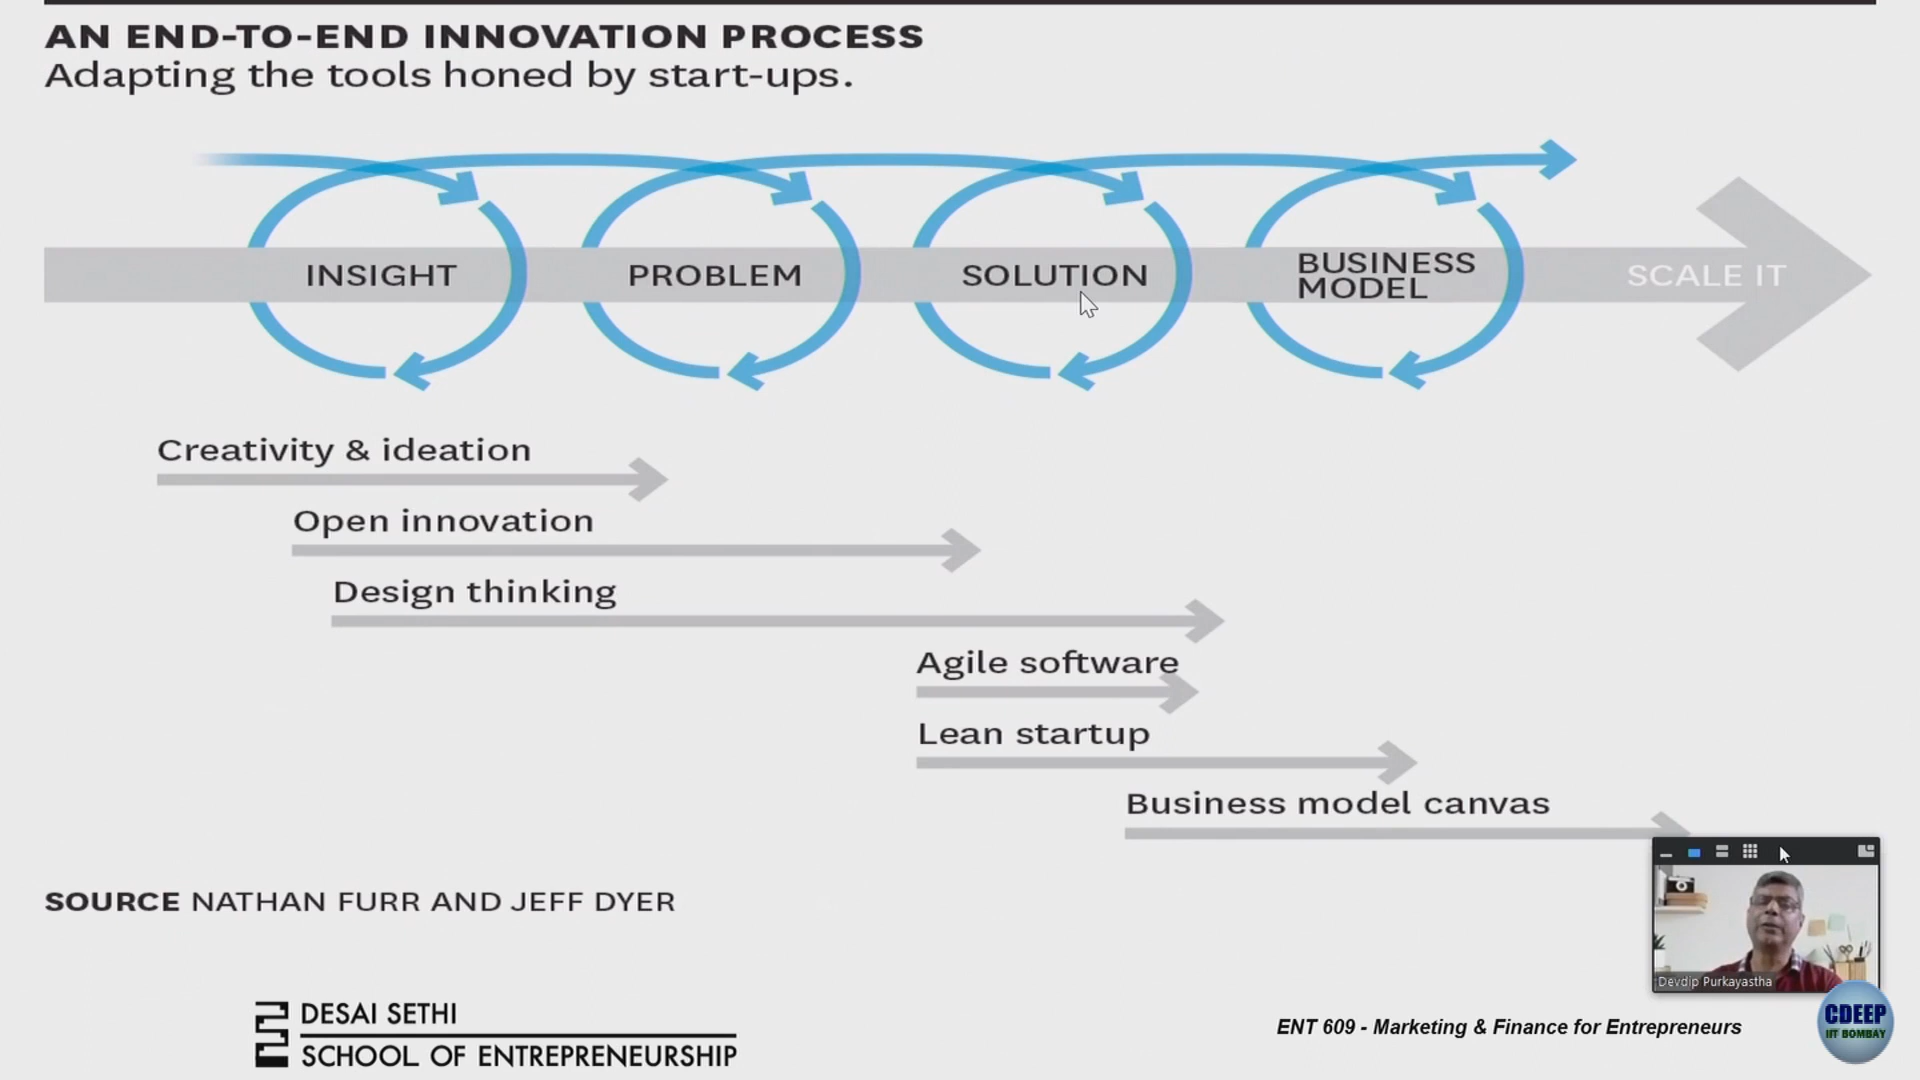 AN END-TO-END INNOVATION PROCESS
Adapting the tools honed by start-ups.
INSIGHT
PROBLEM
SOLUTION
BUSINESS
MODEL
SCALE IT
Creativity & ideation
Open innovation
Design thinking
Agile software
Lean startup
Business model canvas
SOURCE NATHAN FURR AND JEFF DYER
Devdip Purkayastha
DESAI SETHI
SCHOOL OF ENTREPRENEURSHIP
ENT 609 - Marketing & Finance for Entrepreneurs
CDEEP
IIT BOMBAY